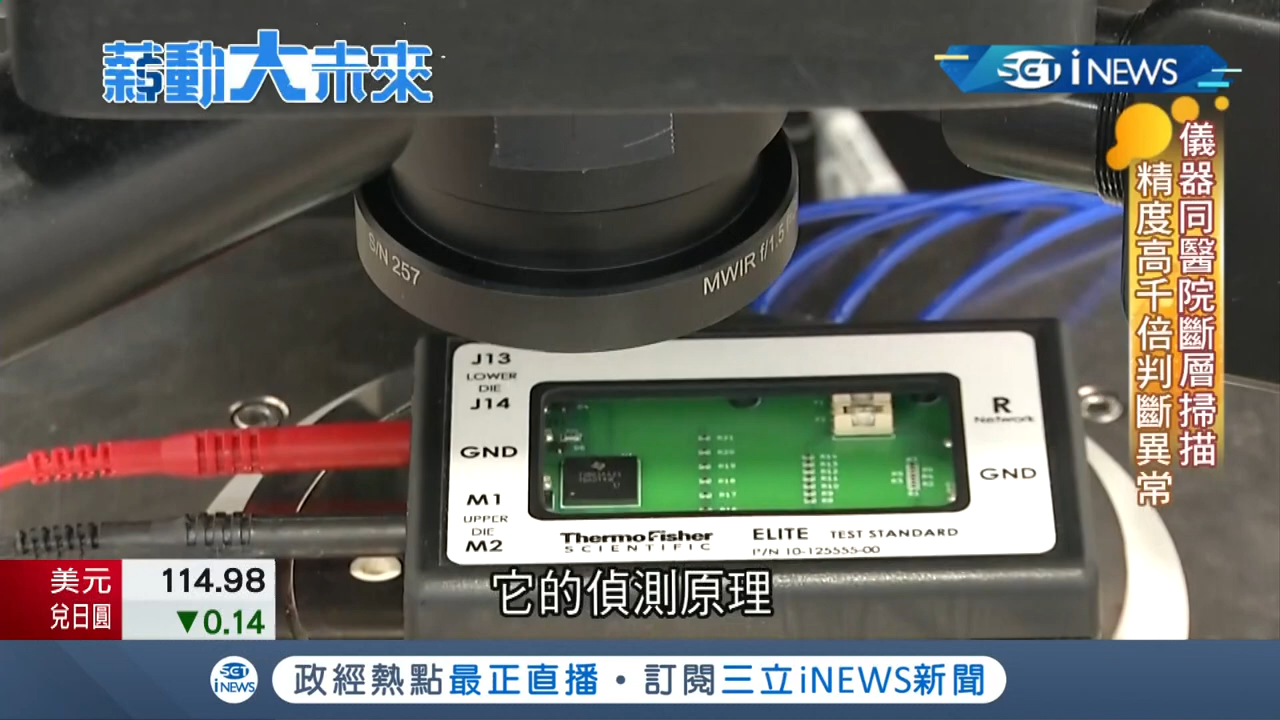 薪動大未來
SET iNEWS
儀器同醫院斷層掃描
精度高千倍判斷異常
S/N 257
MWIR f/1.5
J13
LOWER
DIE
J14
GND
M1
UPPER
DIE
M2
R
Network
GND
ThermoFisher
SCIENTIFIC
ELITE TEST STANDARD
P/N 10-125555-00
它的偵測原理
美元
兌日圓
114.98
▼0.14
SET iNEWS
政經熱點最正直播·訂閱三立iNEWS新聞